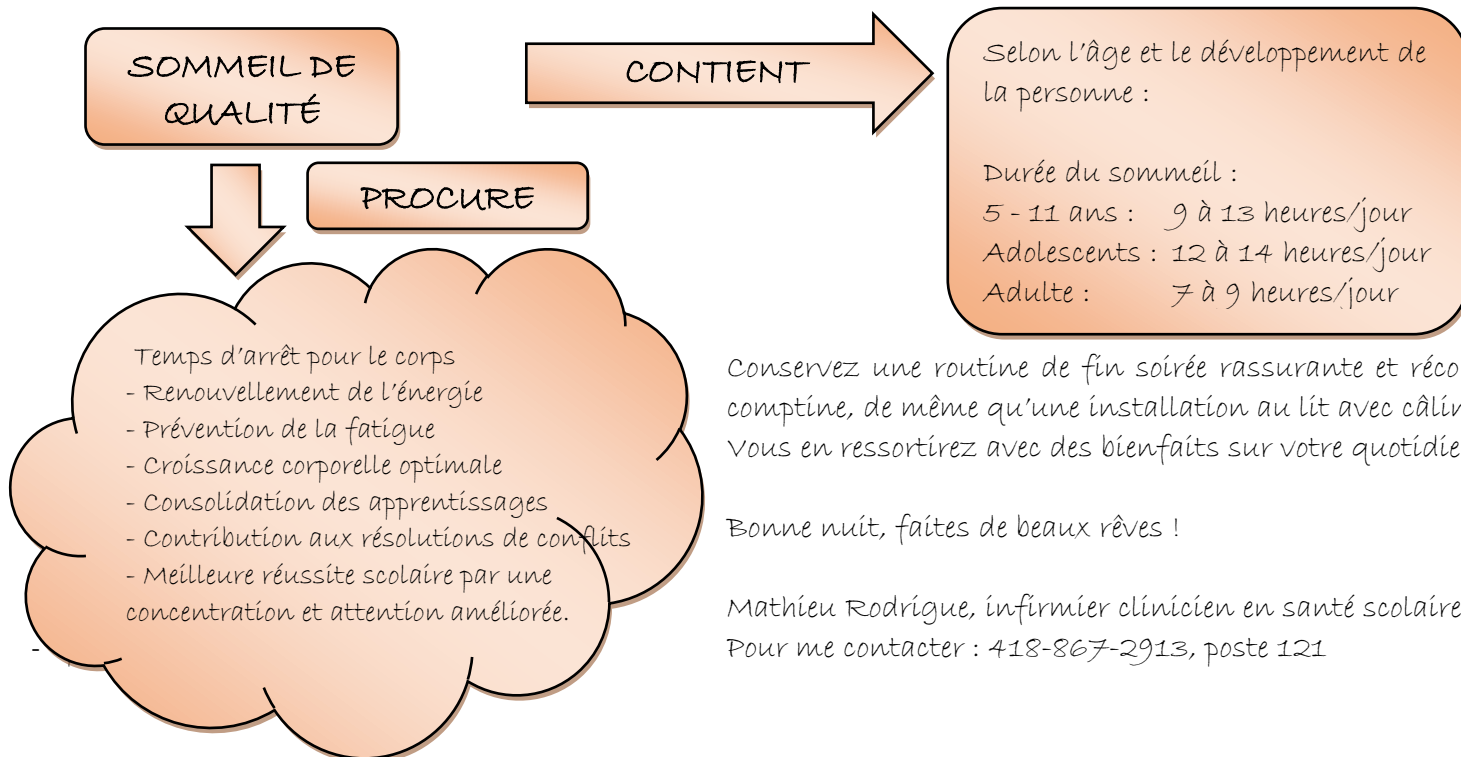 SOMMEIL DE
QUALITÉ
CONTIENT
Selon l'âge et le développement de
la personne :
Durée du sommeil :
5 - 11 ans : 9 à 13 heures/jour
Adolescents : 12 à 14 heures/jour
Adulte : 7 à 9 heures/jour
PROCURE
Temps d'arrêt pour le corps
- Renouvellement de l'énergie
- Prévention de la fatigue
- Croissance corporelle optimale
- Consolidation des apprentissages
- Contribution aux résolutions de conflits
- Meilleure réussite scolaire par une
concentration et attention améliorée.
-
Conservez une routine de fin soirée rassurante et
comptine, de même qu'une installation au lit avec
Vous en ressortirez avec des bienfaits sur votre
Bonne nuit, faites de beaux rêves !
Mathieu Rodrigue, infirmier clinicien en santé scolaire
Pour me contacter : 418-867-2913, poste 121